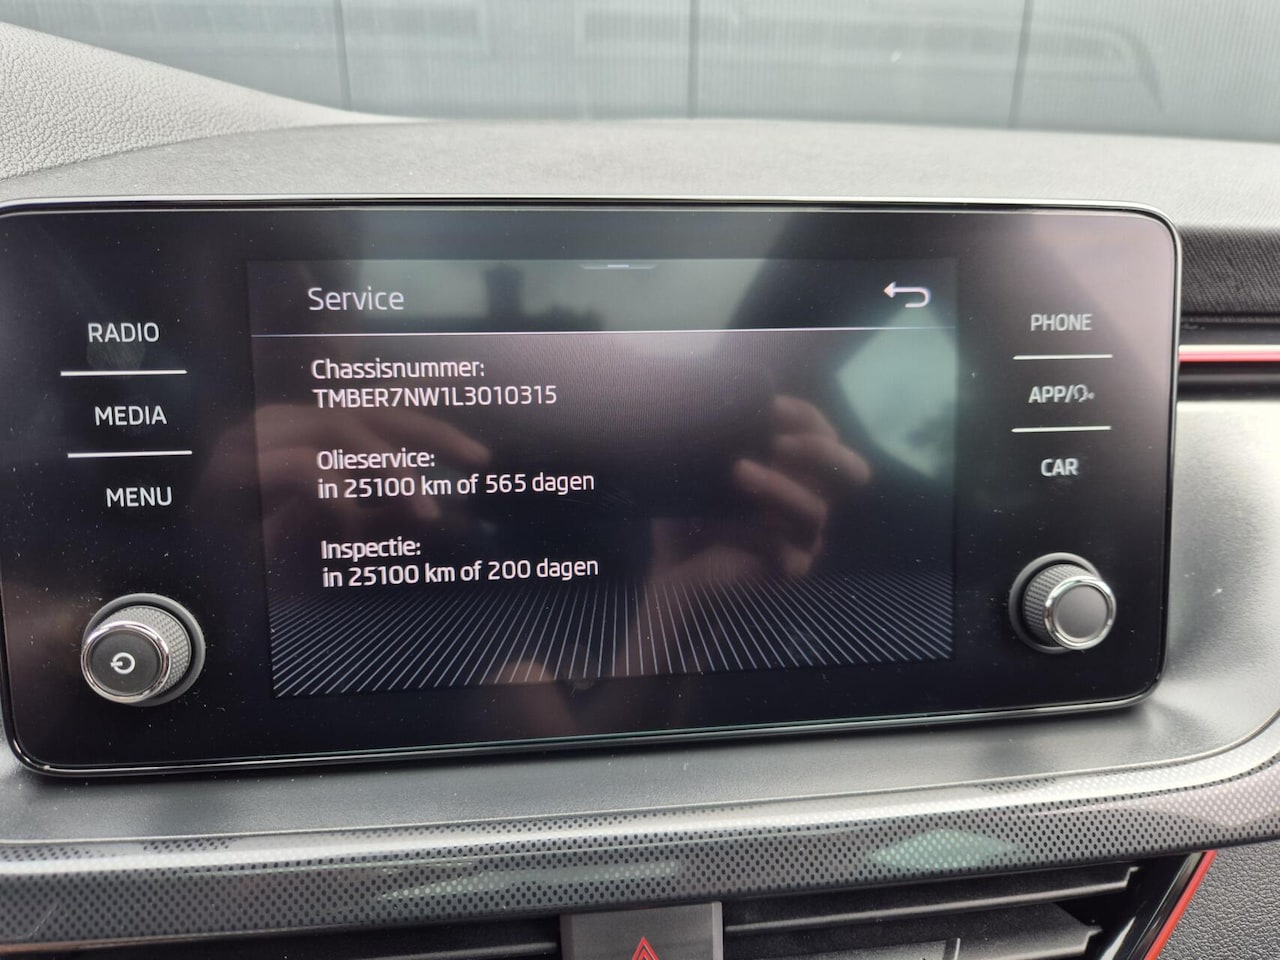 Service
RADIO
MEDIA
MENU
Chassisnummer:
TMBER7NW1L3010315
Olieservice:
in 25100 km of 565 dagen
Inspectie:
in 25100 km of 200 dagen
PHONE
APP/
CAR